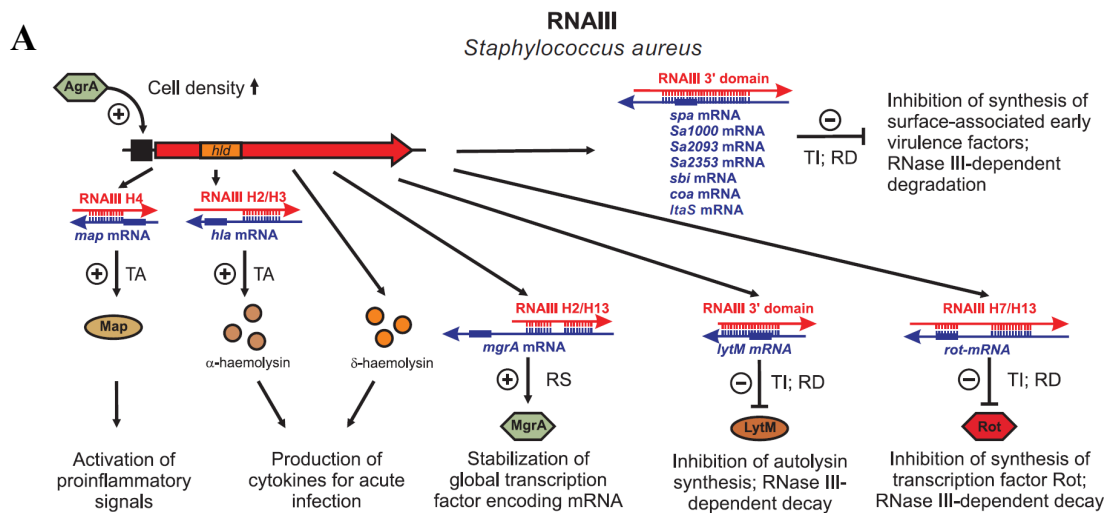 A
RNAIII
Staphylococcus aureus
AgrA
Cell density
+
hld
RNAIII 3' domain
spa mRNA
Sa1000 mRNA
Sa2093 mRNA
Sa2353 mRNA
sbi mRNA
coa mRNA
ltaS mRNA
−
TI; RD
Inhibition of synthesis of
surface-associated early
virulence factors;
RNase III-dependent
degradation
RNAIII H4
map mRNA
+ TA
Map
Activation of
proinflammatory
signals
RNAIII H2/H3
hla mRNA
+ TA
α-haemolysin
δ-haemolysin
Production of
cytokines for acute
infection
RNAIII H2/H13
mgrA mRNA
+ RS
MgrA
Stabilization of
global transcription
factor encoding mRNA
RNAIII 3' domain
lytM mRNA
− TI; RD
LytM
Inhibition of autolysin
synthesis; RNase III-
dependent decay
RNAIII H7/H13
rot-mRNA
− TI; RD
Rot
Inhibition of synthesis of
transcription factor Rot;
RNase III-dependent decay